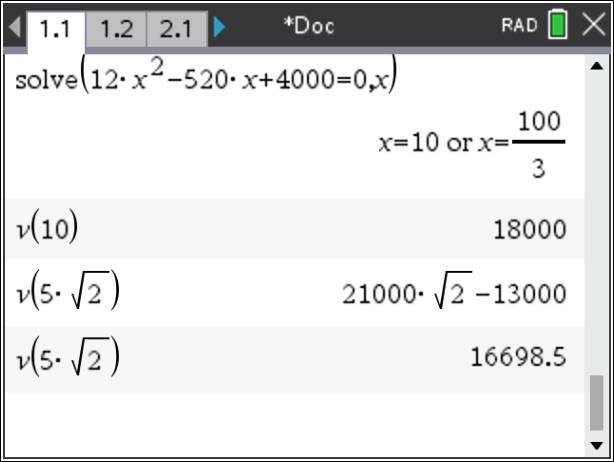 1.1 1.2 2.1 *Doc RAD
solve(12·x²−520·x+4000=0,x)
x=10 or x=100/3
v(10) 18000
v(5·√2) 21000·√2−13000
v(5·√2) 16698.5